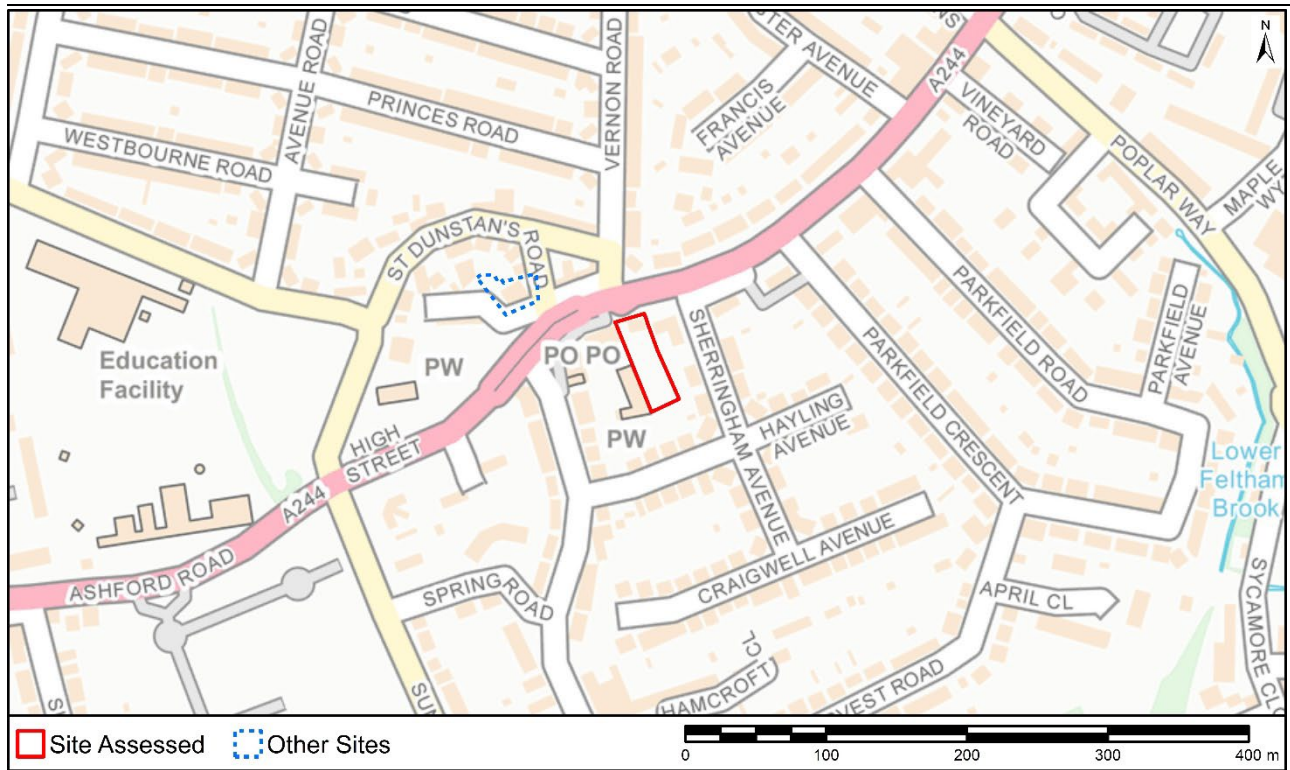 N
A244
VERNON ROAD
AVENUE ROAD
PRINCES ROAD
FRANCIS
AVENUE
AVENUE
VINEYARD
ROAD
POPLAR WAY
MAPLE
WESTBOURNE ROAD
ST DUNSTAN'S ROAD
PARKFIELD ROAD
PARKFIELD
AVENUE
SHERRINGHAM AVENUE
PARKFIELD CRESCENT
Education
Facility
PW
PO PO
PW
HAYLING
AVENUE
HIGH
STREET
A244
Lower
Feltham
Brook
ASHFORD ROAD
CRAIGWELL AVENUE
SPRING ROAD
APRIL CL
SYCAMORE CLO
HAMCROFT
CL
VEST ROAD
Site Assessed
Other Sites
0
100
200
300
400 m